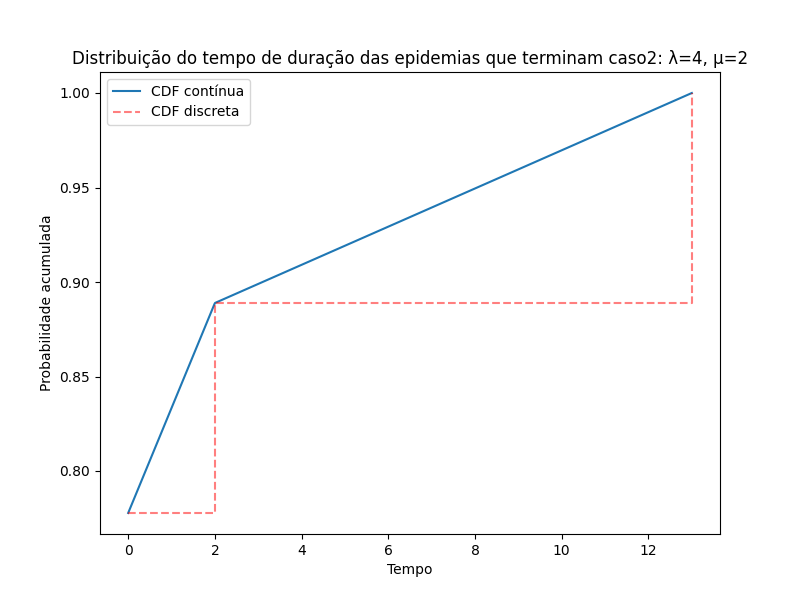 Distribuição do tempo de duração das epidemias que terminam caso2: λ=4, μ=2
CDF contínua
CDF discreta
1.00
0.95
0.90
0.85
0.80
Probabilidade acumulada
0 2 4 6 8 10 12
Tempo